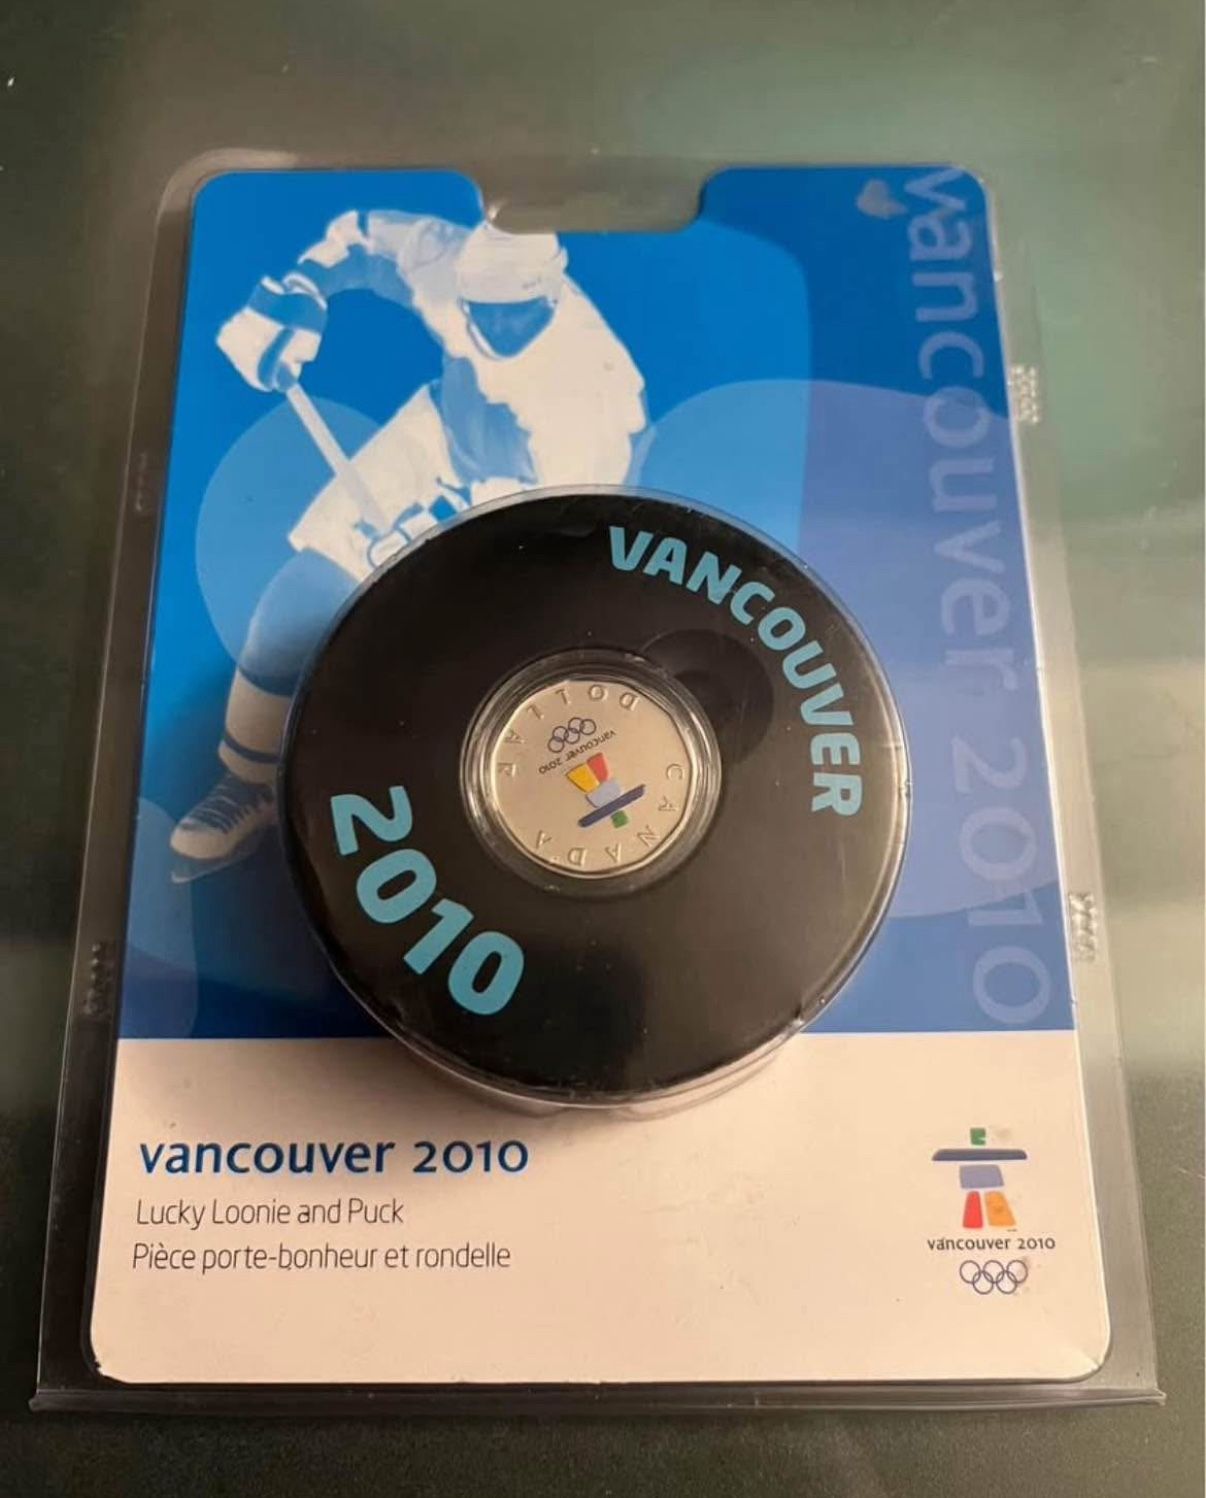 vancouver 2010
VANCOUVER
2010
DOLLAR
vancouver 2010
CANADA
vancouver 2010
Lucky Loonie and Puck
Pièce porte-bonheur et rondelle
vancouver 2010